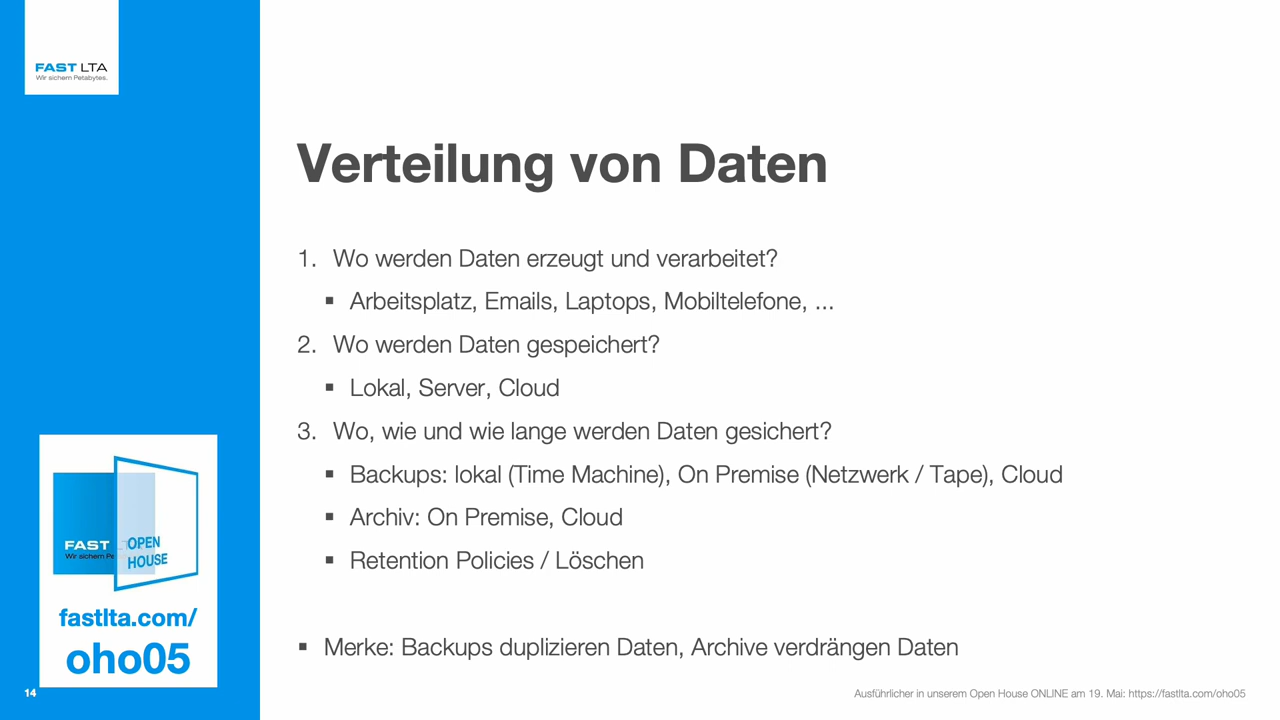 FAST LTA
Wir sichern Petabytes.
Verteilung von Daten
1. Wo werden Daten erzeugt und verarbeitet?
▪ Arbeitsplatz, Emails, Laptops, Mobiltelefone, ...
2. Wo werden Daten gespeichert?
▪ Lokal, Server, Cloud
3. Wo, wie und wie lange werden Daten gesichert?
▪ Backups: lokal (Time Machine), On Premise (Netzwerk / Tape), Cloud
▪ Archiv: On Premise, Cloud
▪ Retention Policies / Löschen
▪ Merke: Backups duplizieren Daten, Archive verdrängen Daten
FAST
Wir sichern
OPEN
HOUSE
fastlta.com/
oho05
14
Ausführlicher in unserem Open House ONLINE am 19. Mai: https://fastlta.com/oho05